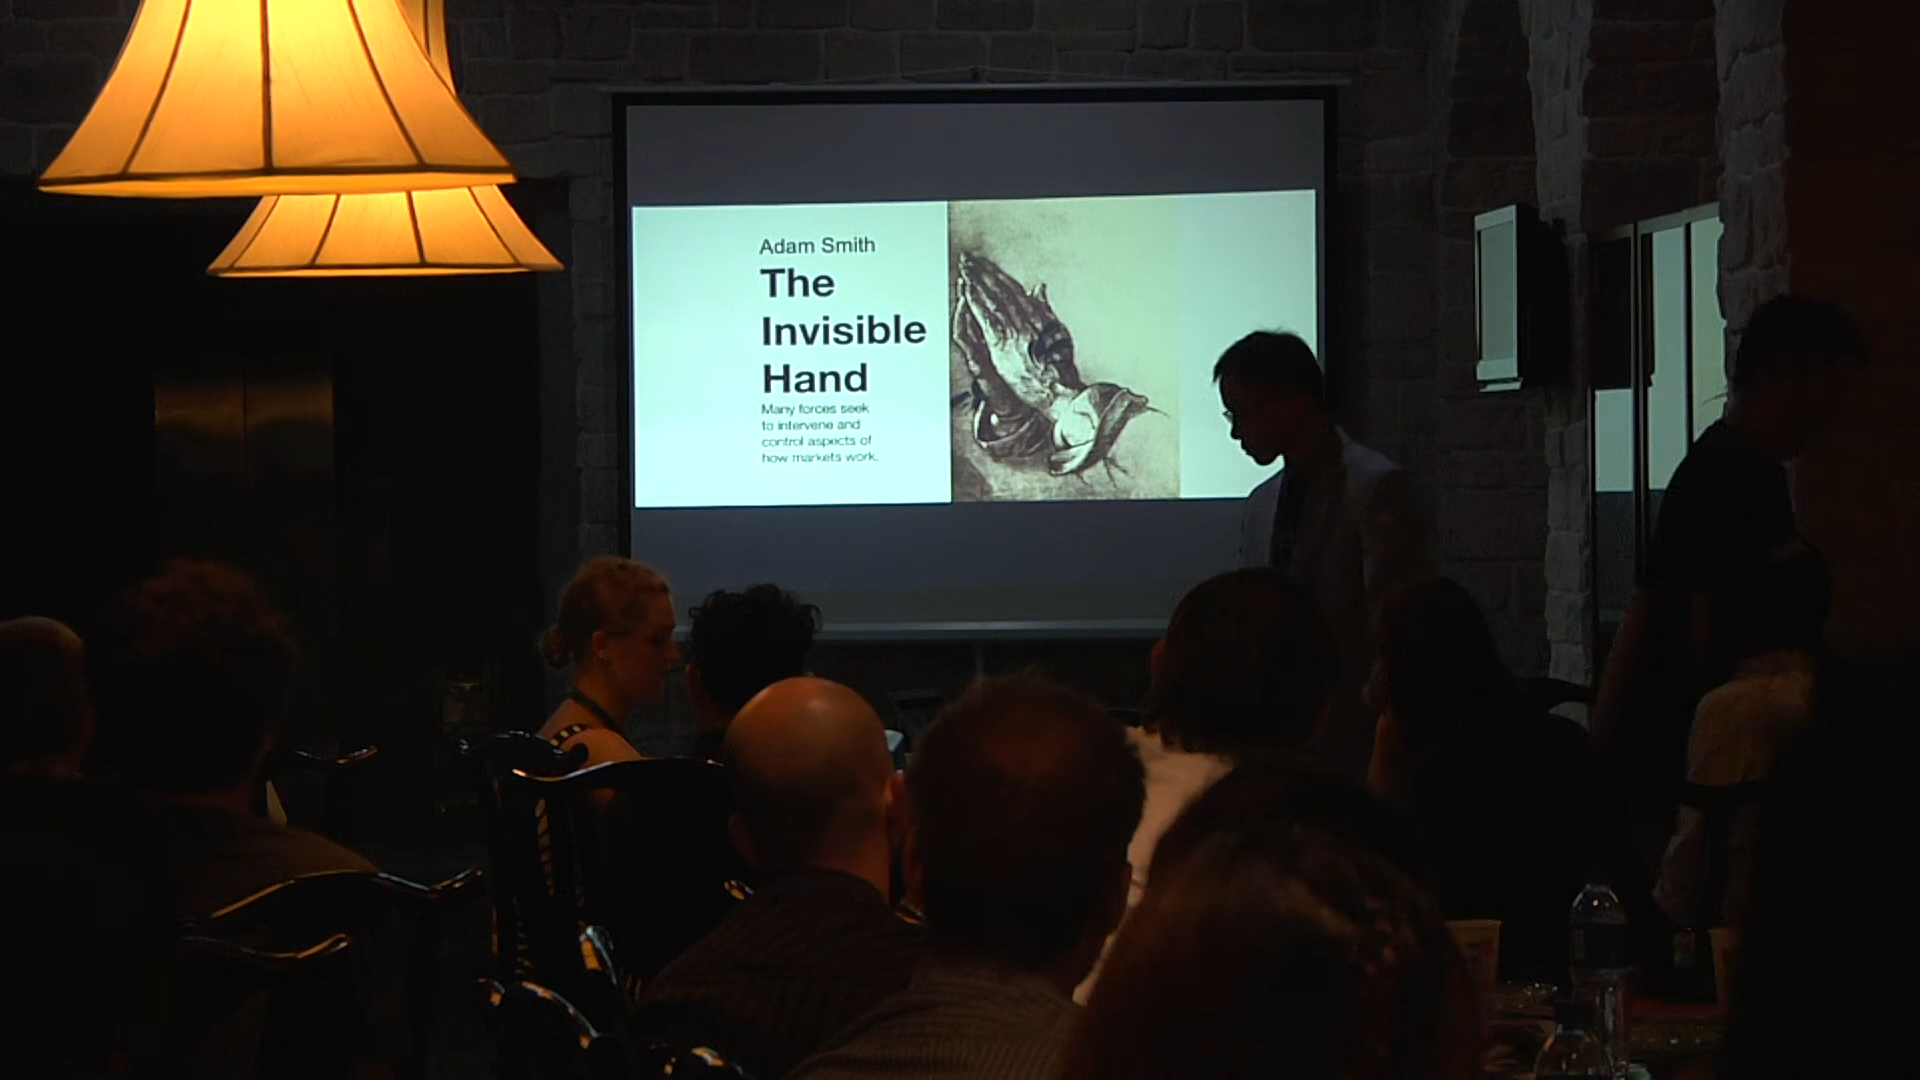 Adam Smith
The
Invisible
Hand
Many forces seek
to intervene and
control aspects of
how markets work.